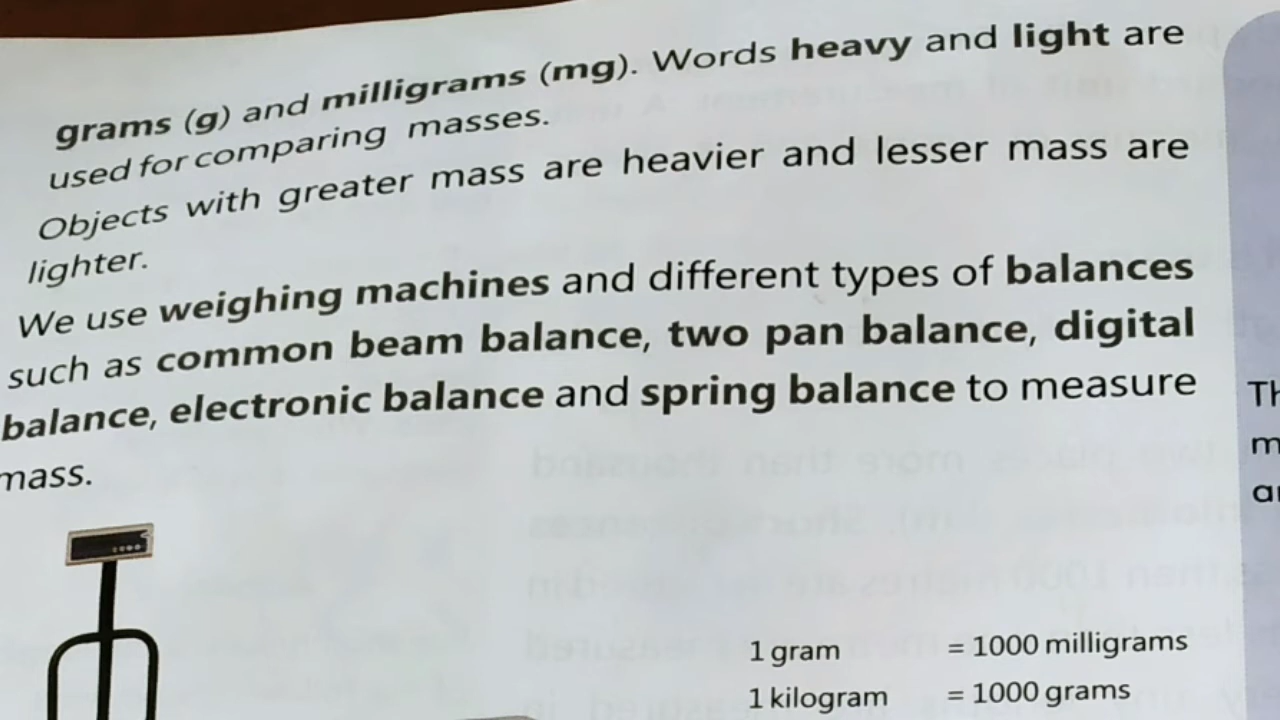 grams (g) and milligrams (mg). Words heavy and light are
used for comparing masses.
Objects with greater mass are heavier and lesser mass are
lighter.
We use weighing machines and different types of balances
such as common beam balance, two pan balance, digital
balance, electronic balance and spring balance to measure
mass.
1 gram = 1000 milligrams
1 kilogram = 1000 grams